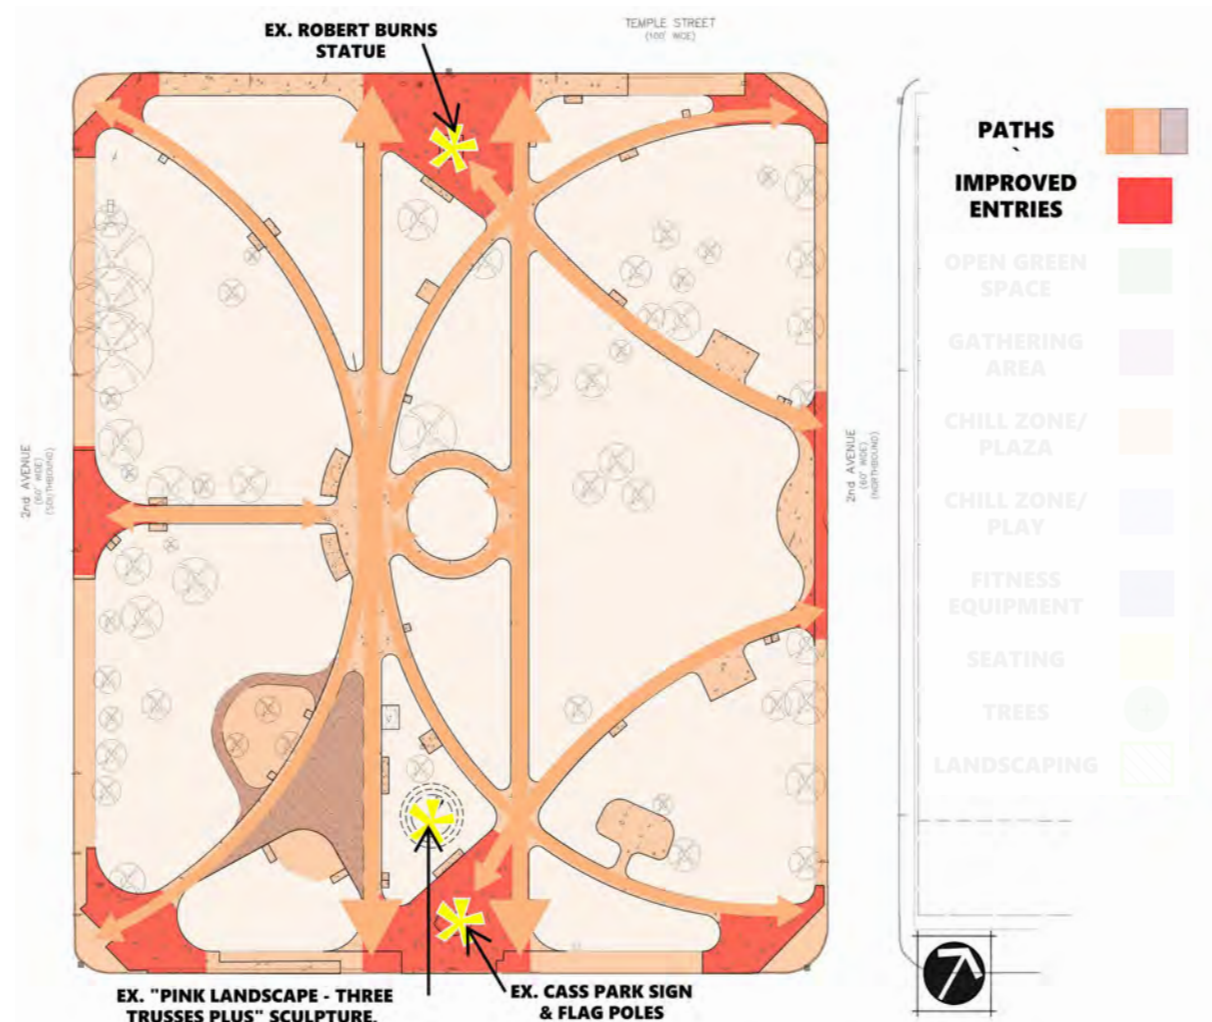 EX. ROBERT BURNS
STATUE
TEMPLE STREET
(100' WIDE)
PATHS
IMPROVED
ENTRIES
OPEN GREEN
SPACE
GATHERING
AREA
CHILL ZONE/
PLAZA
CHILL ZONE/
PLAY
FITNESS
EQUIPMENT
SEATING
TREES
LANDSCAPING
2nd AVENUE
(60' WIDE)
(SOUTHBOUND)
2nd AVENUE
(60' WIDE)
(NORTHBOUND)
EX. "PINK LANDSCAPE - THREE
TRUSSES PLUS" SCULPTURE.
EX. CASS PARK SIGN
& FLAG POLES